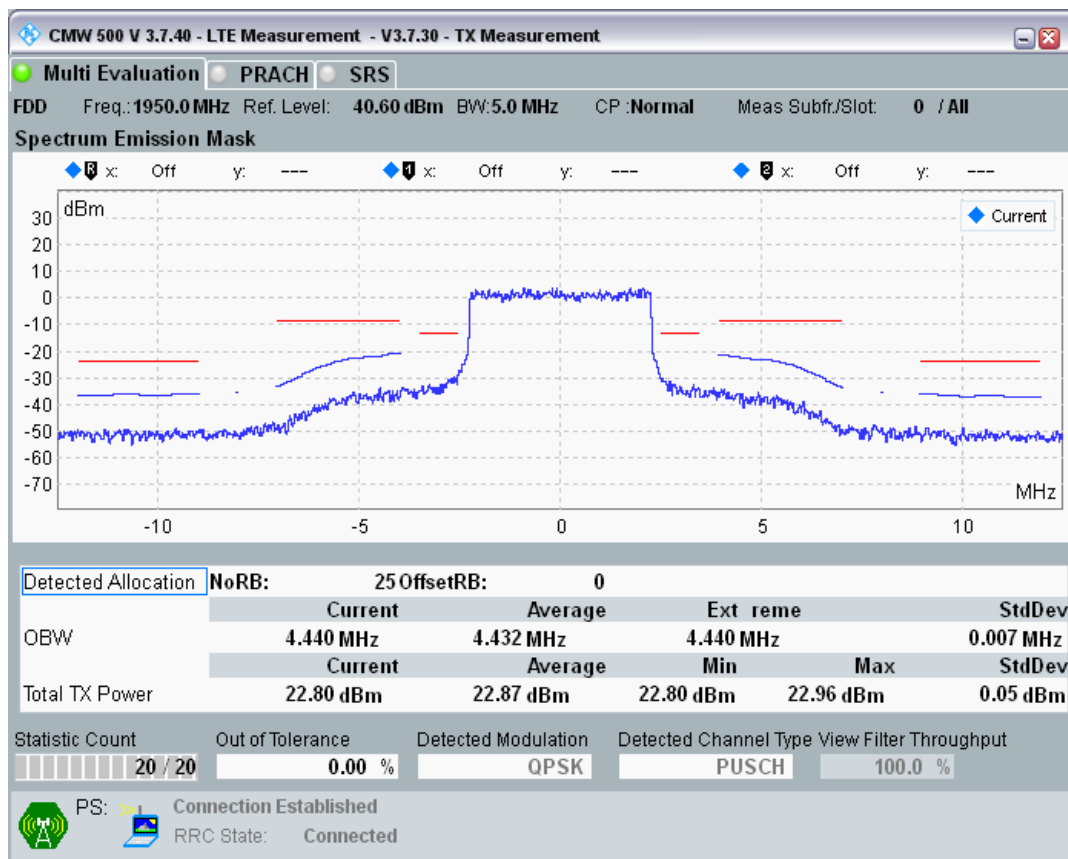 CMW 500 V 3.7.40 - LTE Measurement - V3.7.30 - TX Measurement
Multi Evaluation PRACH SRS
FDD Freq.: 1950.0 MHz Ref. Level: 40.60 dBm BW: 5.0 MHz CP : Normal Meas Subfr./Slot: 0 / All
Spectrum Emission Mask
R x: Off y: --- 1 x: Off y: --- 2 x: Off y: ---
dBm
Current
30
20
10
0
-10
-20
-30
-40
-50
-60
-70
MHz
-10 -5 0 5 10
Detected Allocation NoRB: 25 OffsetRB: 0
Current Average Ext reme StdDev
OBW 4.440 MHz 4.432 MHz 4.440 MHz 0.007 MHz
Current Average Min Max StdDev
Total TX Power 22.80 dBm 22.87 dBm 22.80 dBm 22.96 dBm 0.05 dBm
Statistic Count Out of Tolerance Detected Modulation Detected Channel Type View Filter Throughput
20 / 20 0.00 % QPSK PUSCH 100.0 %
PS: Connection Established
RRC State: Connected